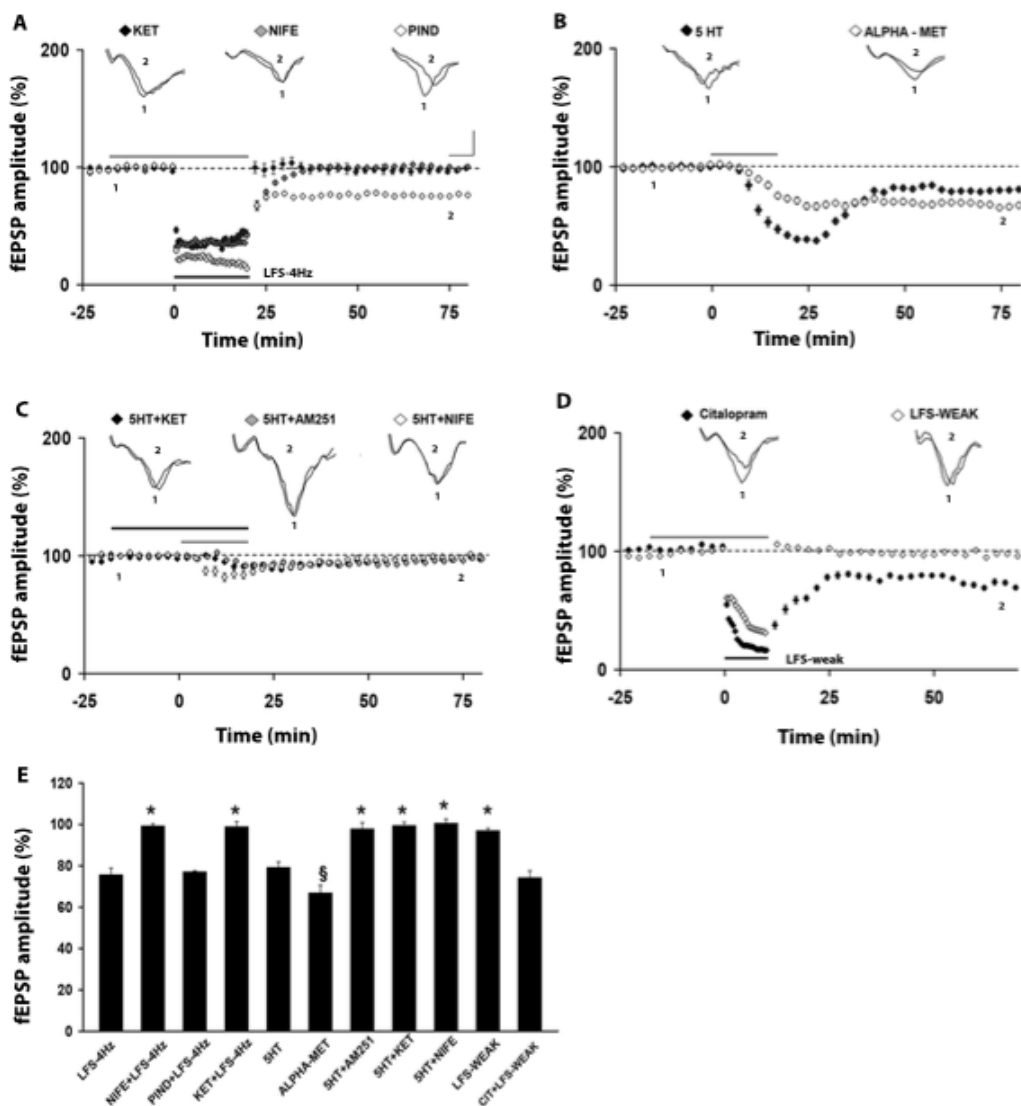 A
KET NIFE PIND
200
2 2 2
1 1 1
100
1
2
0
LFS-4Hz
-25 0 25 50 75
Time (min)
fEPSP amplitude (%)
B
5 HT ALPHA - MET
200
2 2
1 1
100
1
2
0
-25 0 25 50 75
Time (min)
fEPSP amplitude (%)
C
5HT+KET 5HT+AM251 5HT+NIFE
200
2 2 2
1 1 1
100
1 2
0
-25 0 25 50 75
Time (min)
fEPSP amplitude (%)
D
Citalopram LFS-WEAK
200
2 2
1 1
100
1
2
0
LFS-weak
-25 0 50
Time (min)
fEPSP amplitude (%)
E
120
100
80
60
40
20
0
* * § * * * *
fEPSP amplitude (%)
LFS-4Hz
NIFE+LFS-4Hz
PIND+LFS-4Hz
KET+LFS-4Hz
5HT
ALPHA-MET
5HT+AM251
5HT+KET
5HT+NIFE
LFS-WEAK
CIT+LFS-WEAK